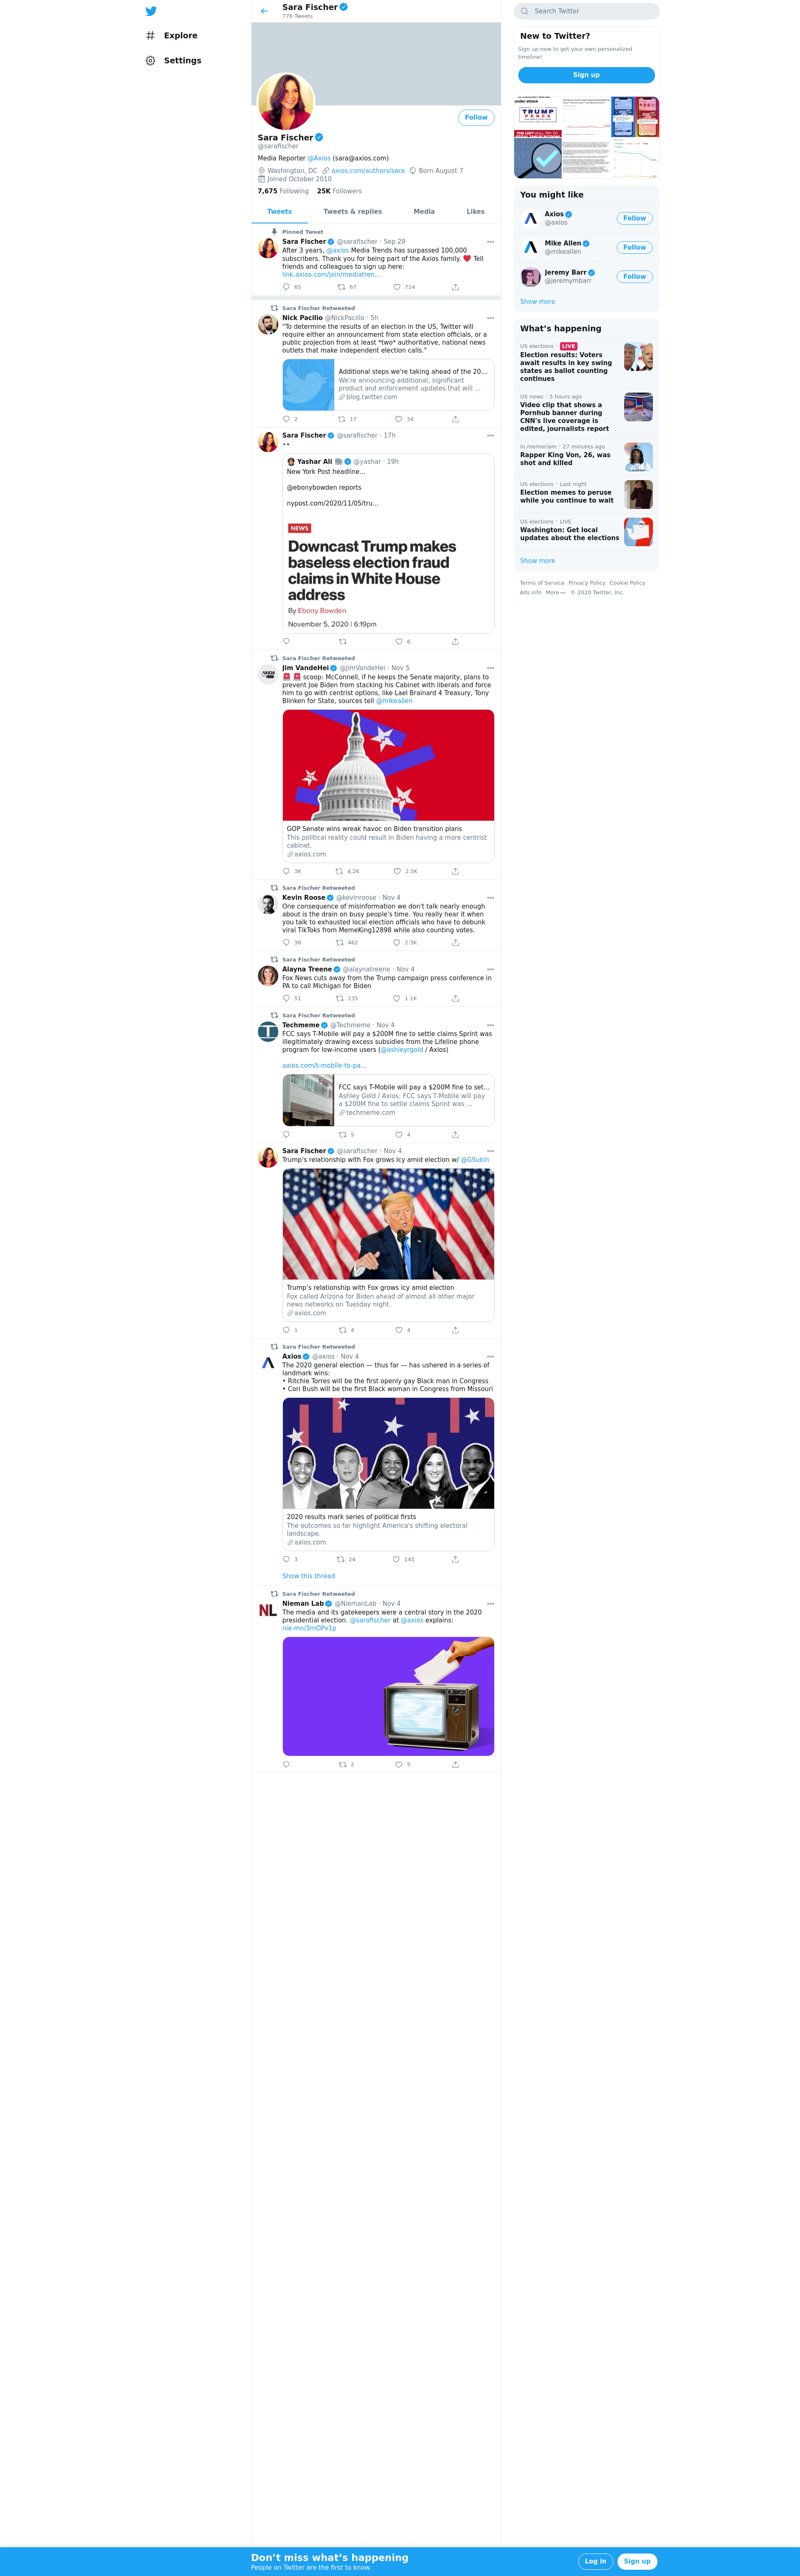 Explore
Settings
Sara Fischer
776 Tweets
Follow
Sara Fischer
@sarafischer
Media Reporter @Axios (sara@axios.com)
Washington, DC axios.com/authors/sara Born August 7
Joined October 2010
7,675 Following 25K Followers
Tweets Tweets & replies Media Likes
Pinned Tweet
Sara Fischer @sarafischer · Sep 29
After 3 years, @axios Media Trends has surpassed 100,000
subscribers. Thank you for being part of the Axios family. ❤️ Tell
friends and colleagues to sign up here:
link.axios.com/join/mediatren…
65 67 714
Sara Fischer Retweeted
Nick Pacilio @NickPacilio · 5h
"To determine the results of an election in the US, Twitter will
require either an announcement from state election officials, or a
public projection from at least *two* authoritative, national news
outlets that make independent election calls."
Additional steps we're taking ahead of the 20…
We're announcing additional, significant
product and enforcement updates that will …
blog.twitter.com
2 17 34
Sara Fischer @sarafischer · 17h
👀
Yashar Ali 🐘 @yashar · 19h
New York Post headline…
@ebonybowden reports
nypost.com/2020/11/05/tru…
NEWS
Downcast Trump makes
baseless election fraud
claims in White House
address
By Ebony Bowden
November 5, 2020 | 6:19pm
6
Sara Fischer Retweeted
AXIOS
HBO
Jim VandeHei @JimVandeHei · Nov 5
🚨 🚨 scoop: McConnell, if he keeps the Senate majority, plans to
prevent Joe Biden from stacking his Cabinet with liberals and force
him to go with centrist options, like Lael Brainard 4 Treasury, Tony
Blinken for State, sources tell @mikeallen
GOP Senate wins wreak havoc on Biden transition plans
This political reality could result in Biden having a more centrist
cabinet.
axios.com
3K 4.2K 2.5K
Sara Fischer Retweeted
Kevin Roose @kevinroose · Nov 4
One consequence of misinformation we don't talk nearly enough
about is the drain on busy people's time. You really hear it when
you talk to exhausted local election officials who have to debunk
viral TikToks from MemeKing12898 while also counting votes.
38 462 2.3K
Sara Fischer Retweeted
Alayna Treene @alaynatreene · Nov 4
Fox News cuts away from the Trump campaign press conference in
PA to call Michigan for Biden
51 235 1.1K
Sara Fischer Retweeted
T
Techmeme @Techmeme · Nov 4
FCC says T-Mobile will pay a $200M fine to settle claims Sprint was
illegitimately drawing excess subsidies from the Lifeline phone
program for low-income users (@ashleyrgold / Axios)
axios.com/t-mobile-to-pa…
FCC says T-Mobile will pay a $200M fine to set…
Ashley Gold / Axios: FCC says T-Mobile will pay
a $200M fine to settle claims Sprint was …
techmeme.com
5 4
Sara Fischer @sarafischer · Nov 4
Trump's relationship with Fox grows icy amid election w/ @GSukin
Trump's relationship with Fox grows icy amid election
Fox called Arizona for Biden ahead of almost all other major
news networks on Tuesday night.
axios.com
1 4 4
Sara Fischer Retweeted
Axios @axios · Nov 4
The 2020 general election — thus far — has ushered in a series of
landmark wins:
• Ritchie Torres will be the first openly gay Black man in Congress
• Cori Bush will be the first Black woman in Congress from Missouri
2020 results mark series of political firsts
The outcomes so far highlight America's shifting electoral
landscape.
axios.com
3 24 141
Show this thread
Sara Fischer Retweeted
NL
Nieman Lab @NiemanLab · Nov 4
The media and its gatekeepers were a central story in the 2020
presidential election. @sarafischer at @axios explains:
nie.mn/3mOPv1p
2 5
Search Twitter
New to Twitter?
Sign up now to get your own personalized
timeline!
Sign up
under attack
TRUMP
PENCE
THE LEFT WILL TRY TO
You might like
Axios
@axios
Follow
Mike Allen
@mikeallen
Follow
Jeremy Barr
@jeremymbarr
Follow
Show more
What's happening
US elections · LIVE
Election results: Voters
await results in key swing
states as ballot counting
continues
US news · 5 hours ago
Video clip that shows a
Pornhub banner during
CNN's live coverage is
edited, journalists report
In memoriam · 27 minutes ago
Rapper King Von, 26, was
shot and killed
US elections · Last night
Election memes to peruse
while you continue to wait
US elections · LIVE
Washington: Get local
updates about the elections
Show more
Terms of Service Privacy Policy Cookie Policy
Ads info More © 2020 Twitter, Inc.
Don't miss what's happening
People on Twitter are the first to know.
Log in
Sign up